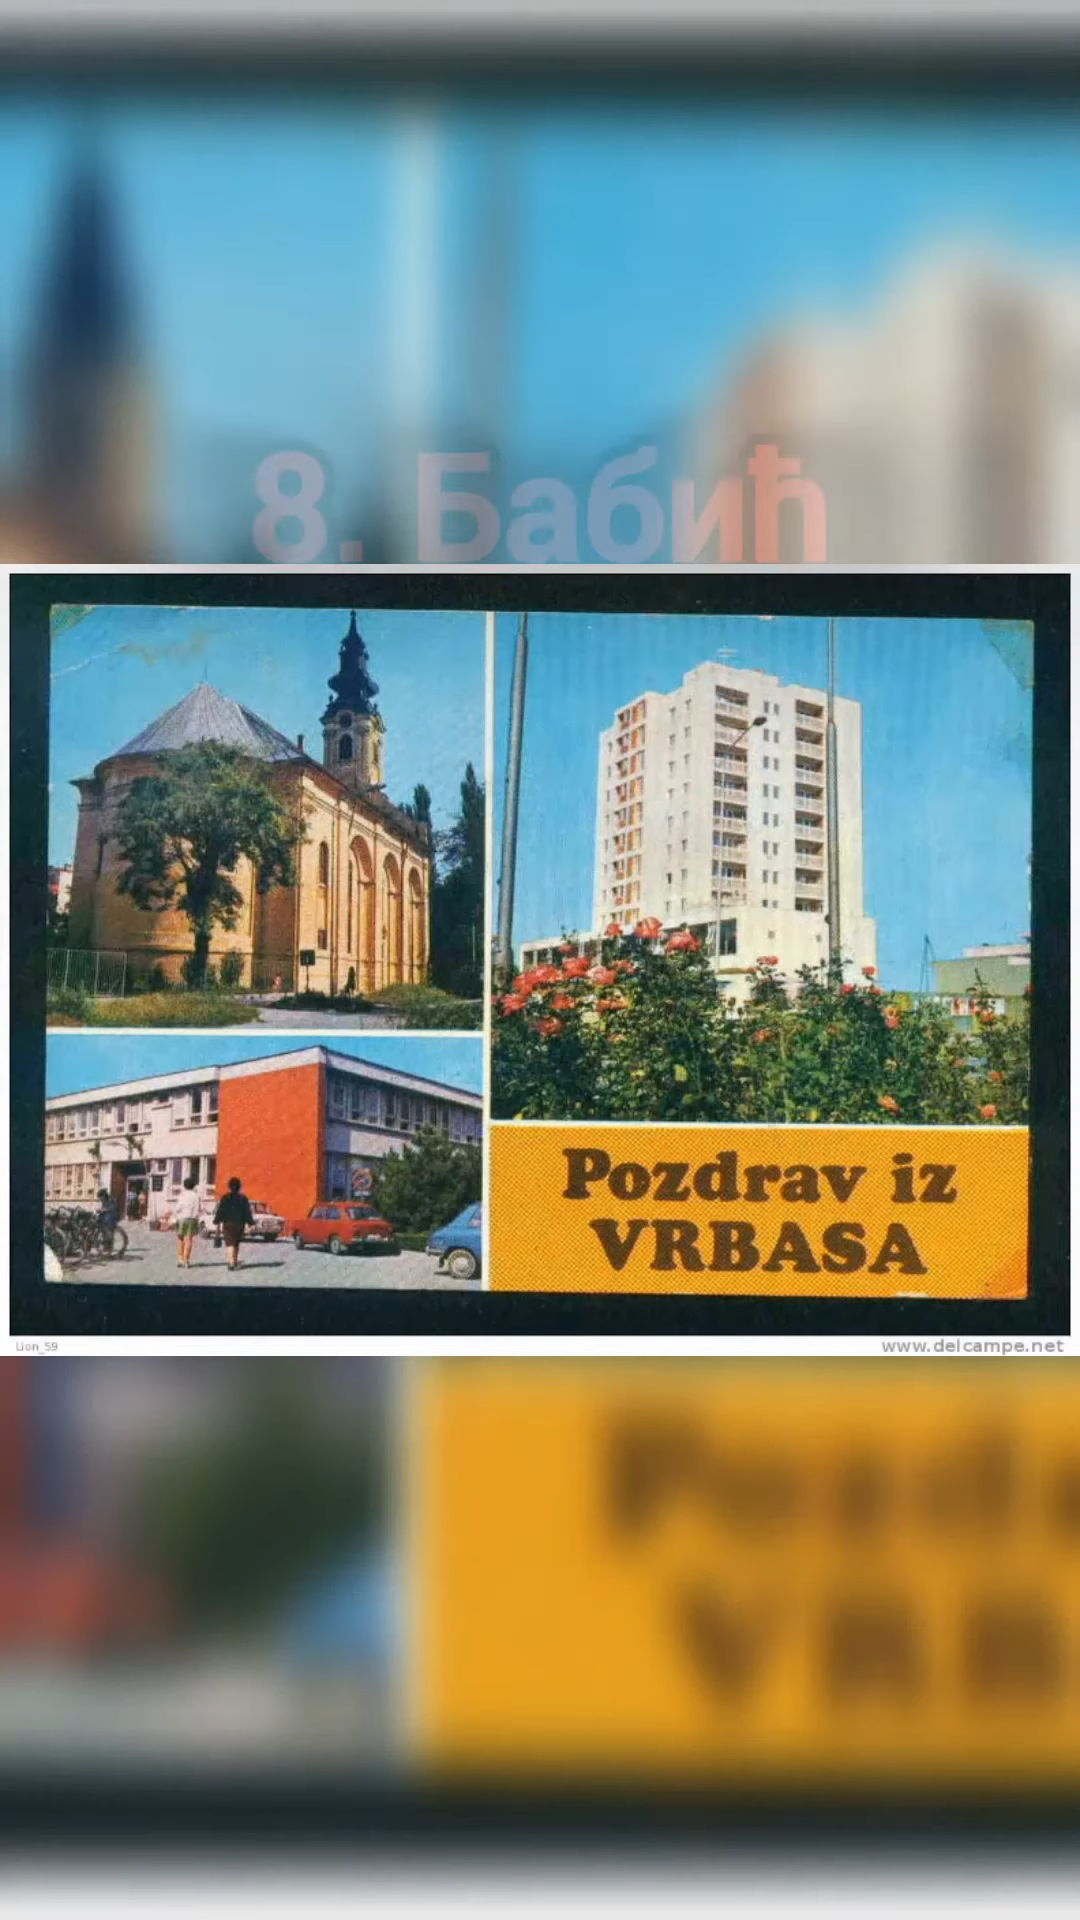 8. Бабић
Pozdrav iz
VRBASA
Lion_59
www.delcampe.net